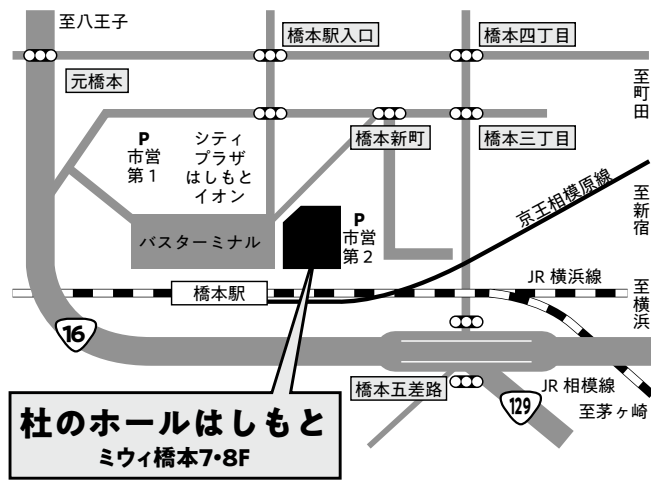 至八王子
橋本駅入口
橋本四丁目
元橋本
至町田
P
市営
第1
シティ
プラザ
はしもと
イオン
橋本新町
橋本三丁目
京王相模原線
至新宿
バスターミナル
P
市営
第2
橋本駅
JR 横浜線
至横浜
16
橋本五差路
129
JR 相模線
至茅ヶ崎
杜のホールはしもと
ミウィ橋本7・8F